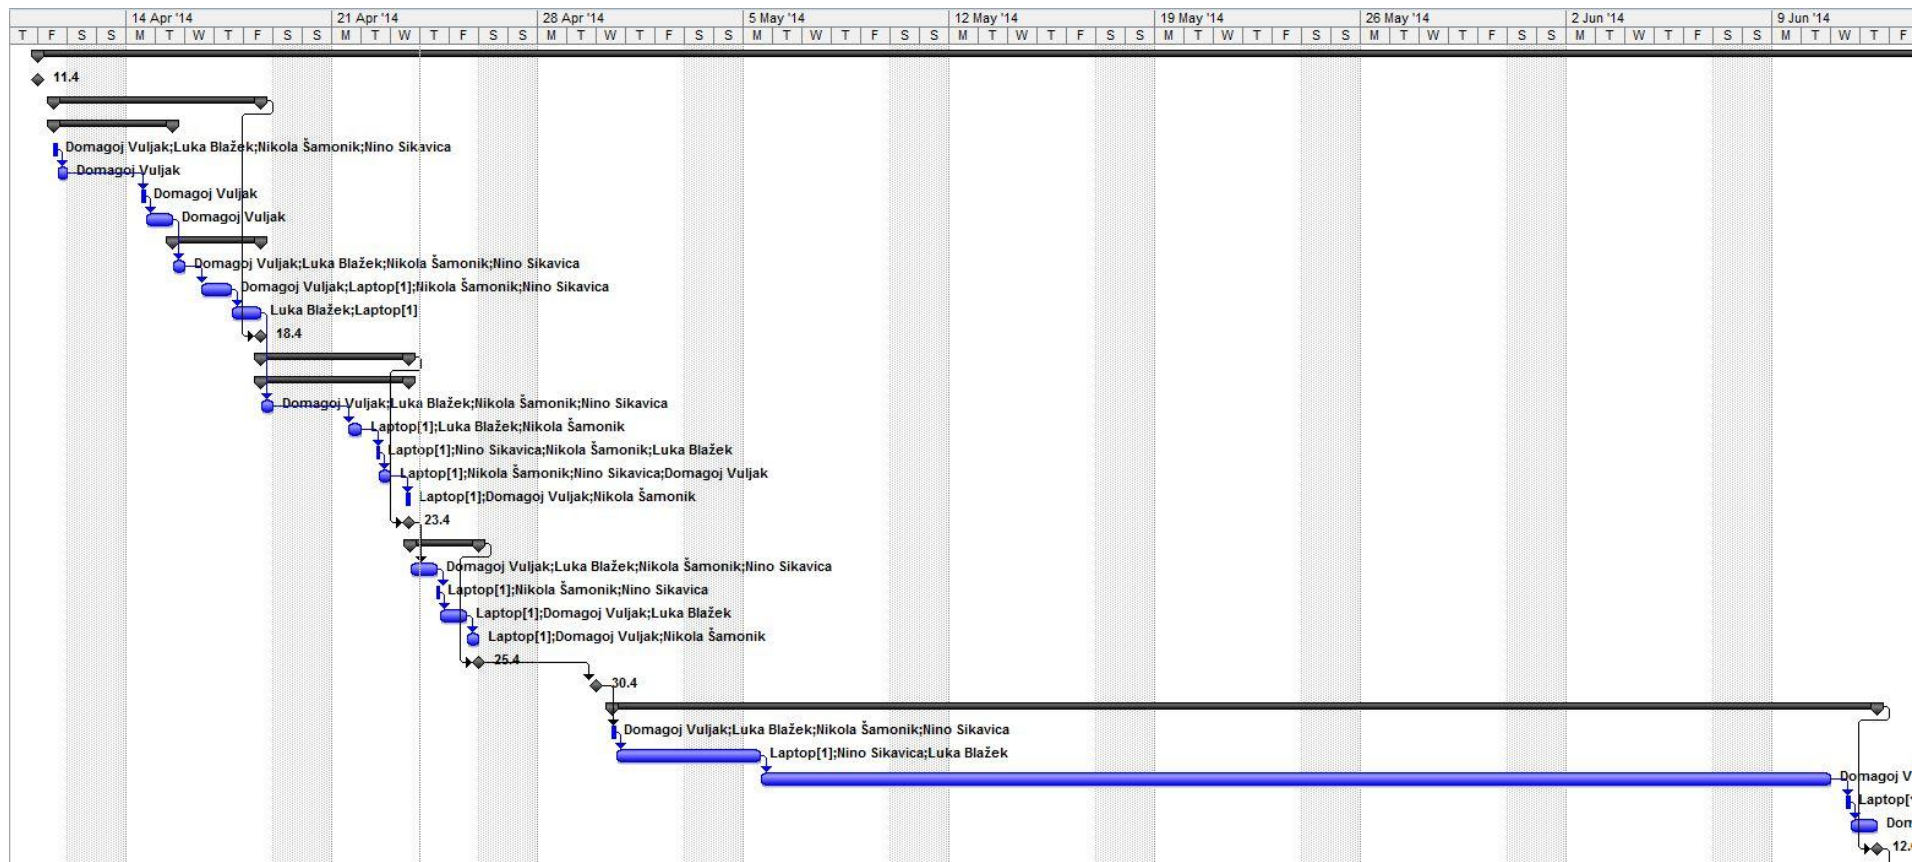 14 Apr '14 21 Apr '14 28 Apr '14 5 May '14 12 May '14 19 May '14 26 May '14 2 Jun '14 9 Jun '14
T F S S M T W T F S S M T W T F S S M T W T F S S M T W T F S S M T W T F S S M T W T F S S M T W T F S S M T W T F S S M T W T F
11.4
Domagoj Vuljak;Luka Blažek;Nikola Šamonik;Nino Sikavica
Domagoj Vuljak
Domagoj Vuljak
Domagoj Vuljak
Domagoj Vuljak;Luka Blažek;Nikola Šamonik;Nino Sikavica
Domagoj Vuljak;Laptop[1];Nikola Šamonik;Nino Sikavica
Luka Blažek;Laptop[1]
18.4
Domagoj Vuljak;Luka Blažek;Nikola Šamonik;Nino Sikavica
Laptop[1];Luka Blažek;Nikola Šamonik
Laptop[1];Nino Sikavica;Nikola Šamonik;Luka Blažek
Laptop[1];Nikola Šamonik;Nino Sikavica;Domagoj Vuljak
Laptop[1];Domagoj Vuljak;Nikola Šamonik
23.4
Domagoj Vuljak;Luka Blažek;Nikola Šamonik;Nino Sikavica
Laptop[1];Nikola Šamonik;Nino Sikavica
Laptop[1];Domagoj Vuljak;Luka Blažek
Laptop[1];Domagoj Vuljak;Nikola Šamonik
25.4
30.4
Domagoj Vuljak;Luka Blažek;Nikola Šamonik;Nino Sikavica
Laptop[1];Nino Sikavica;Luka Blažek
Domagoj V
Laptop[
Dom
12.